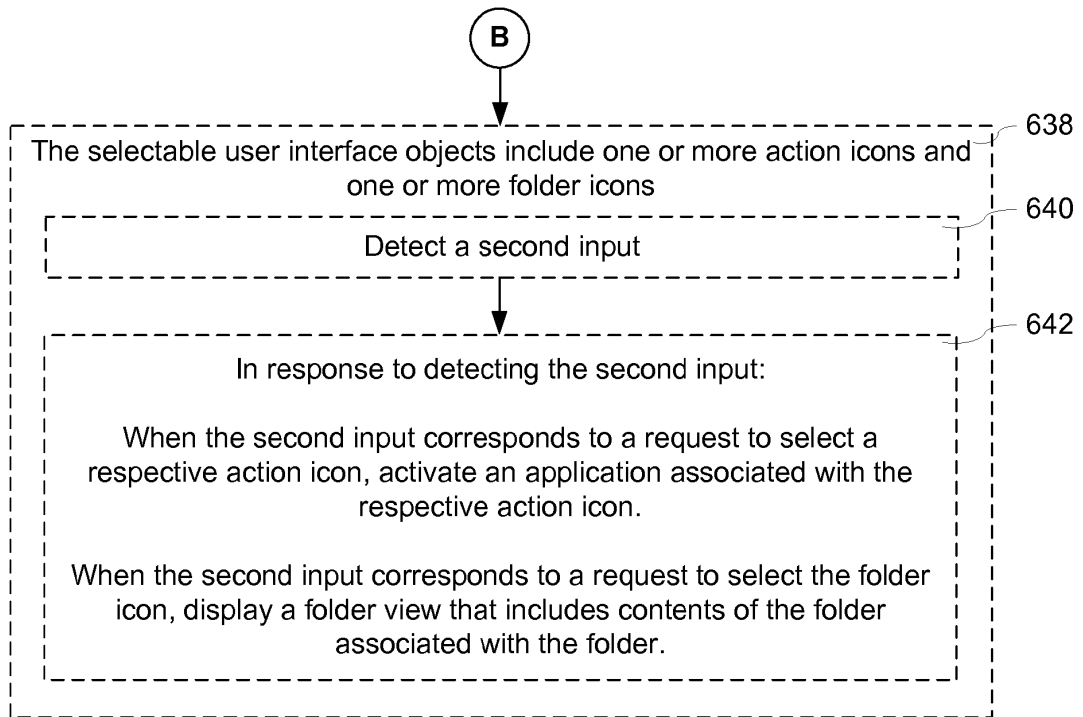 B
638
The selectable user interface objects include one or more action icons and
one or more folder icons
640
Detect a second input
642
In response to detecting the second input:
When the second input corresponds to a request to select a
respective action icon, activate an application associated with the
respective action icon.
When the second input corresponds to a request to select the folder
icon, display a folder view that includes contents of the folder
associated with the folder.